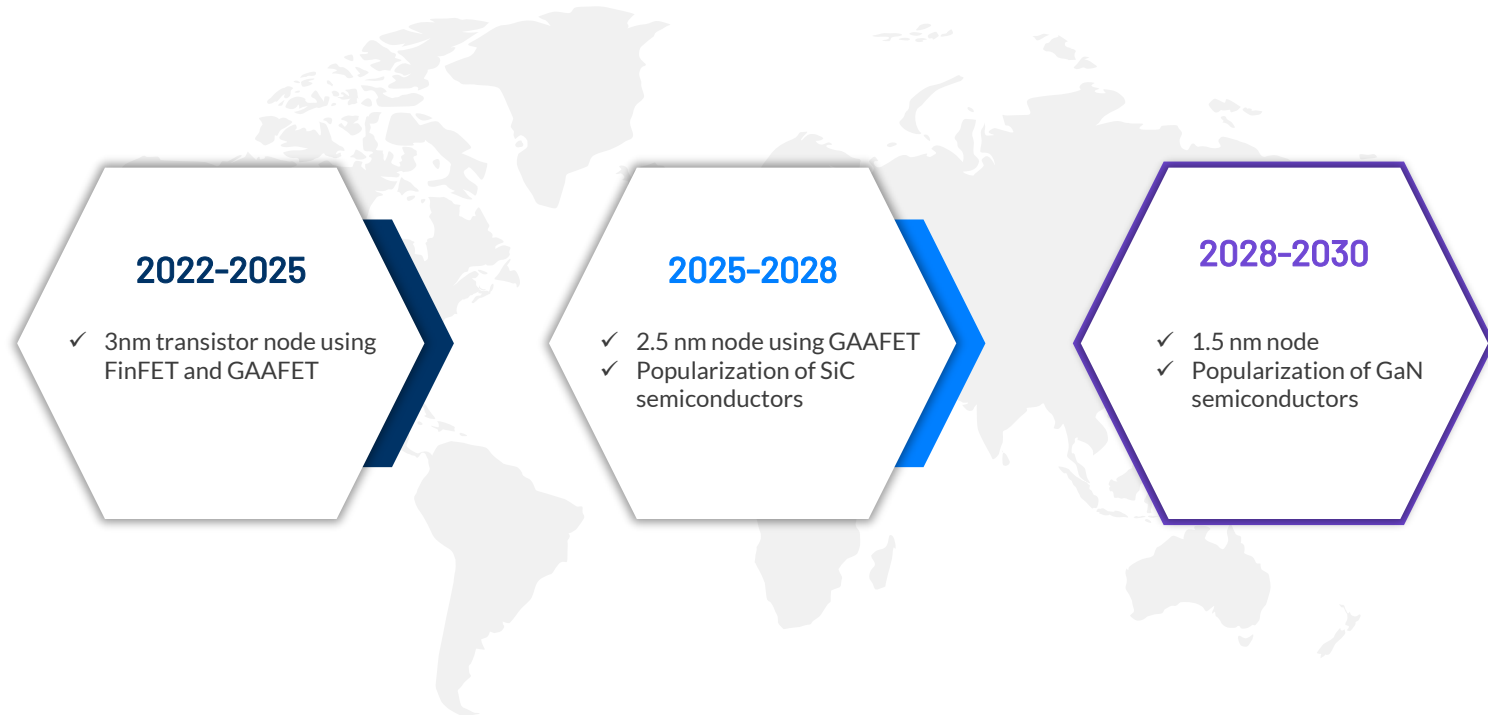 2022-2025
✓ 3nm transistor node using
FinFET and GAAFET
2025-2028
✓ 2.5 nm node using GAAFET
✓ Popularization of SiC
semiconductors
2028-2030
✓ 1.5 nm node
✓ Popularization of GaN
semiconductors